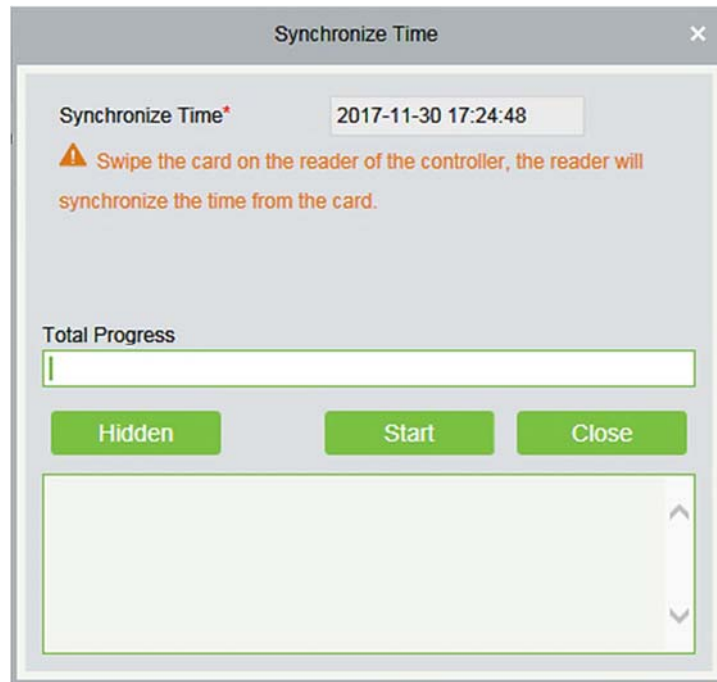 Synchronize Time
Synchronize Time* 2017-11-30 17:24:48
Swipe the card on the reader of the controller, the reader will
synchronize the time from the card.
Total Progress
Hidden Start Close